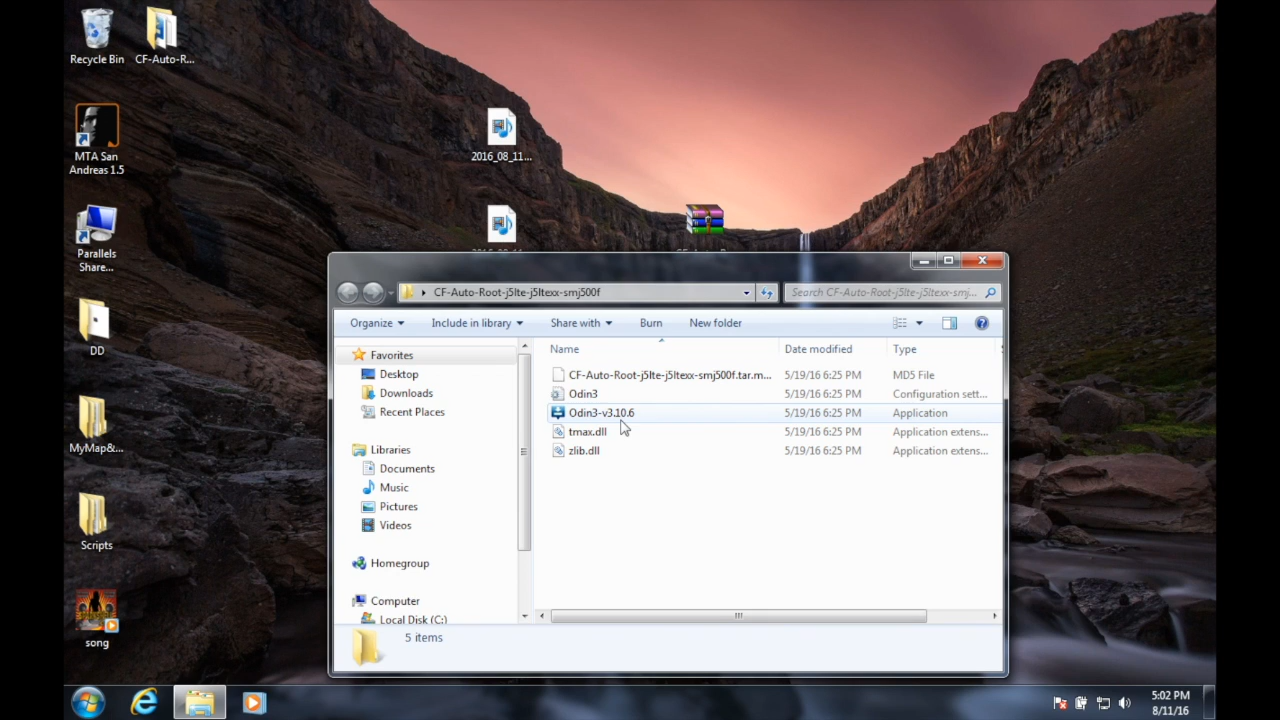 Recycle Bin
CF-Auto-R...
MTA San
Andreas 1.5
Parallels
Share...
DD
MyMap&...
Scripts
song
2016_08_11...
CF-Auto-Root-j5lte-j5ltexx-smj500f
Search CF-Auto-Root-j5lte-j5ltexx-smj...
Organize
Include in library
Share with
Burn
New folder
Favorites
Desktop
Downloads
Recent Places
Libraries
Documents
Music
Pictures
Videos
Homegroup
Computer
Local Disk (C:)
Name Date modified Type
CF-Auto-Root-j5lte-j5ltexx-smj500f.tar.m... 5/19/16 6:25 PM MD5 File
Odin3 5/19/16 6:25 PM Configuration sett...
Odin3-v3.10.6 5/19/16 6:25 PM Application
tmax.dll 5/19/16 6:25 PM Application extens...
zlib.dll 5/19/16 6:25 PM Application extens...
5 items
5:02 PM
8/11/16